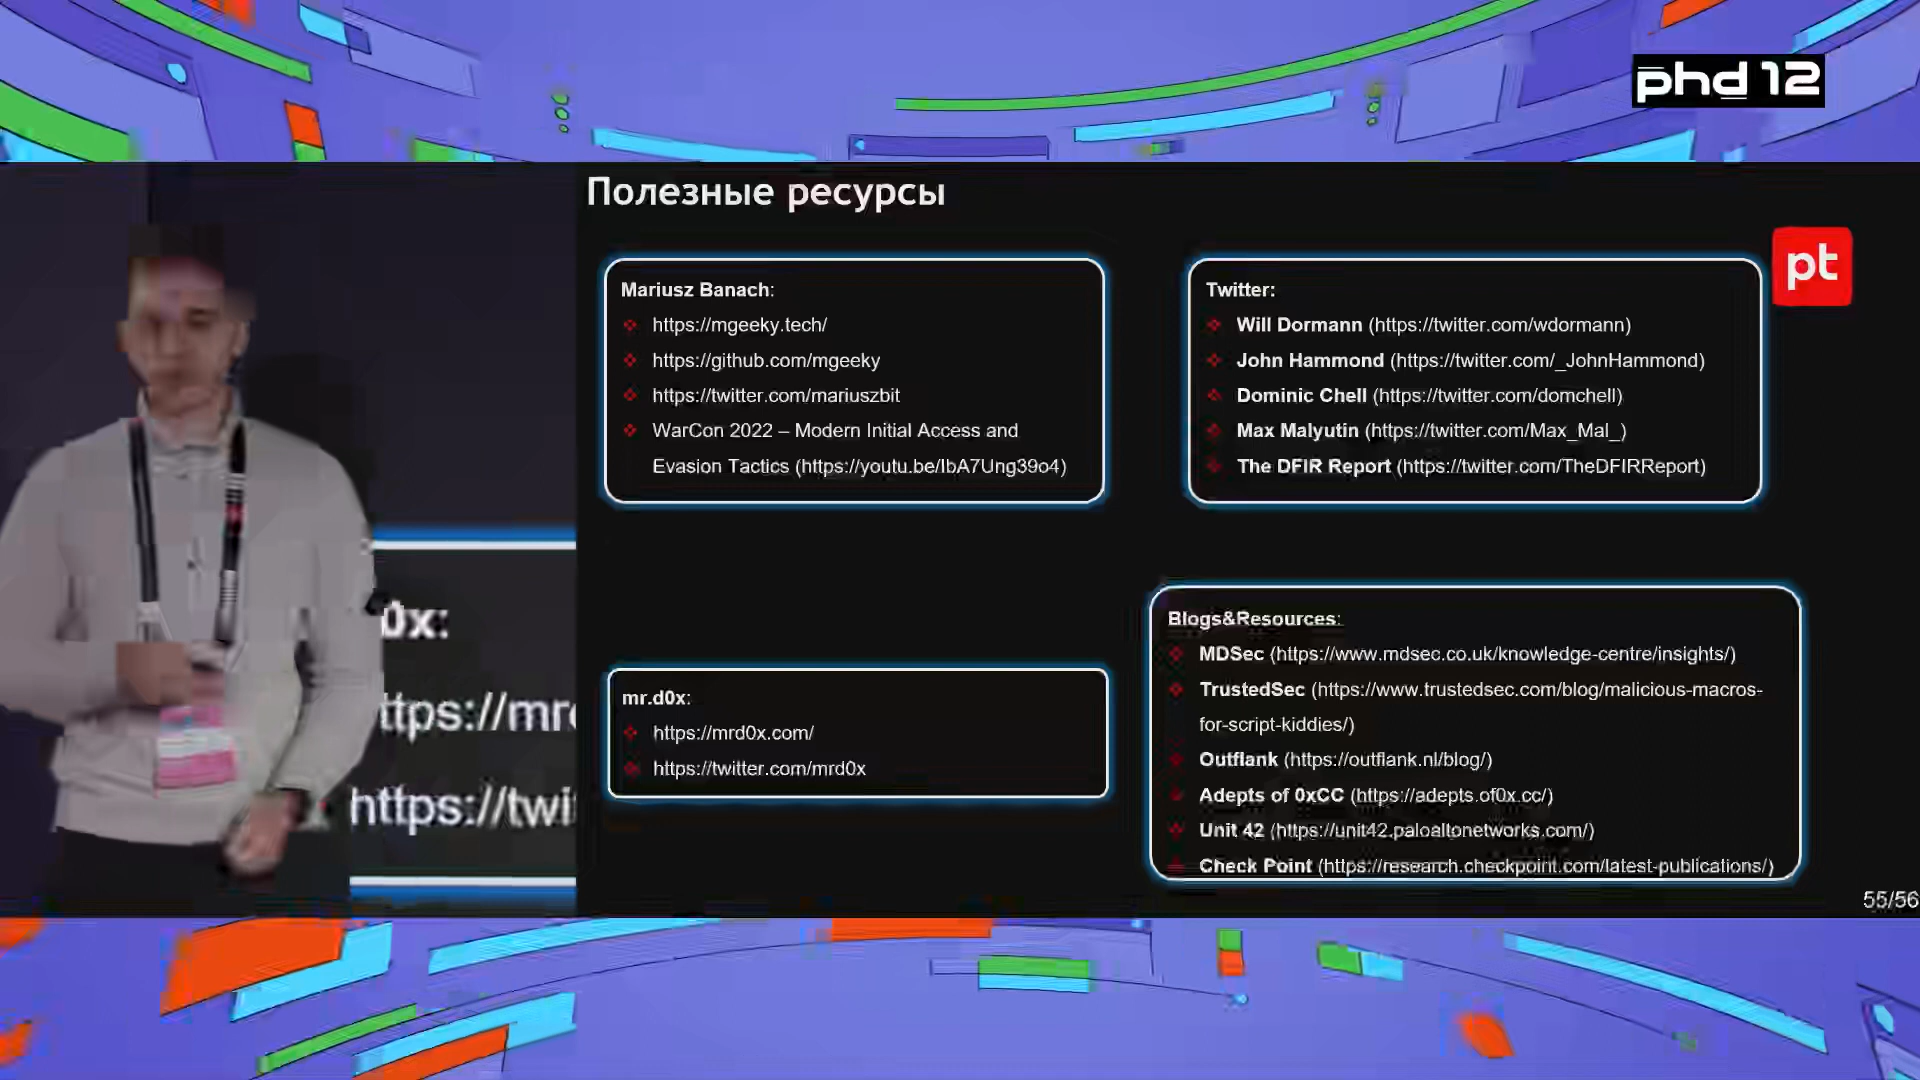 phd 12
Полезные ресурсы
pt
Mariusz Banach:
https://mgeeky.tech/
https://github.com/mgeeky
https://twitter.com/mariuszbit
WarCon 2022 – Modern Initial Access and
Evasion Tactics (https://youtu.be/IbA7Ung39o4)
Twitter:
Will Dormann (https://twitter.com/wdormann)
John Hammond (https://twitter.com/_JohnHammond)
Dominic Chell (https://twitter.com/domchell)
Max Malyutin (https://twitter.com/Max_Mal_)
The DFIR Report (https://twitter.com/TheDFIRReport)
d0x:
ttps://mr
https://twi
mr.d0x:
https://mrd0x.com/
https://twitter.com/mrd0x
Blogs&Resources:
MDSec (https://www.mdsec.co.uk/knowledge-centre/insights/)
TrustedSec (https://www.trustedsec.com/blog/malicious-macros-
for-script-kiddies/)
Outflank (https://outflank.nl/blog/)
Adepts of 0xCC (https://adepts.of0x.cc/)
Unit 42 (https://unit42.paloaltonetworks.com/)
Check Point (https://research.checkpoint.com/latest-publications/)
55/56